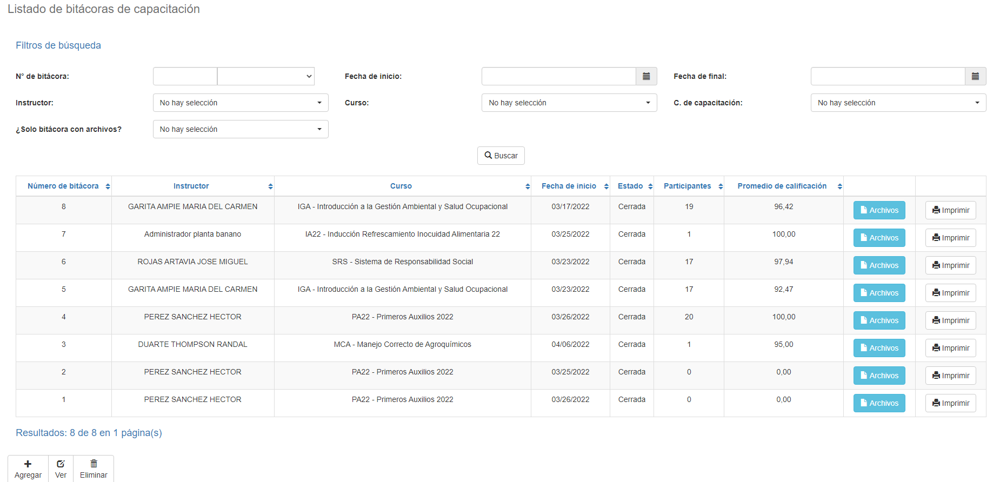 Listado de bitácoras de capacitación
Filtros de búsqueda
N° de bitácora: Fecha de inicio: Fecha de final:
Instructor: No hay selección Curso: No hay selección C. de capacitación: No hay selección
¿Solo bitácora con archivos? No hay selección
Buscar
Número de bitácora Instructor Curso Fecha de inicio Estado Participantes Promedio de calificación
8 GARITA AMPIE MARIA DEL CARMEN IGA - Introducción a la Gestión Ambiental y Salud Ocupacional 03/17/2022 Cerrada 19 96,42 Archivos Imprimir
7 Administrador planta banano IA22 - Inducción Refrescamiento Inocuidad Alimentaria 22 03/25/2022 Cerrada 1 100,00 Archivos Imprimir
6 ROJAS ARTAVIA JOSE MIGUEL SRS - Sistema de Responsabilidad Social 03/23/2022 Cerrada 17 97,94 Archivos Imprimir
5 GARITA AMPIE MARIA DEL CARMEN IGA - Introducción a la Gestión Ambiental y Salud Ocupacional 03/23/2022 Cerrada 17 92,47 Archivos Imprimir
4 PEREZ SANCHEZ HECTOR PA22 - Primeros Auxilios 2022 03/26/2022 Cerrada 20 100,00 Archivos Imprimir
3 DUARTE THOMPSON RANDAL MCA - Manejo Correcto de Agroquímicos 04/06/2022 Cerrada 1 95,00 Archivos Imprimir
2 PEREZ SANCHEZ HECTOR PA22 - Primeros Auxilios 2022 03/25/2022 Cerrada 0 0,00 Archivos Imprimir
1 PEREZ SANCHEZ HECTOR PA22 - Primeros Auxilios 2022 03/26/2022 Cerrada 0 0,00 Archivos Imprimir
Resultados: 8 de 8 en 1 página(s)
Agregar Ver Eliminar